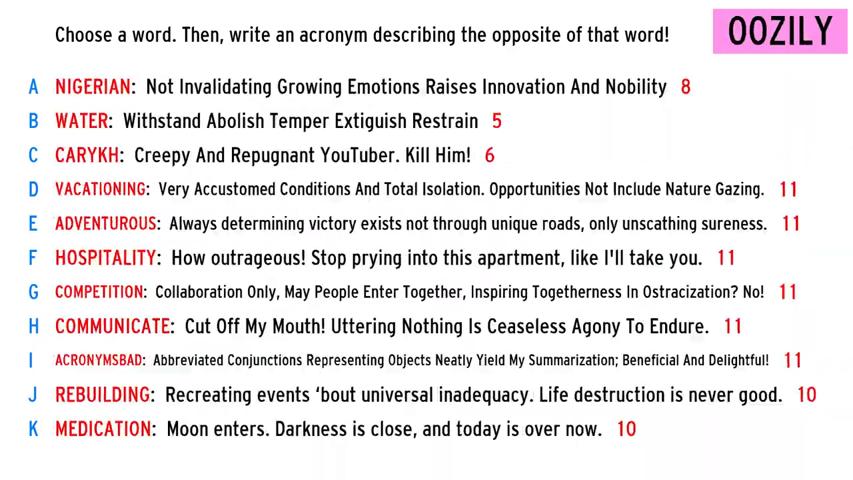 Choose a word. Then, write an acronym describing the opposite of that word!
OOZILY
A NIGERIAN: Not Invalidating Growing Emotions Raises Innovation And Nobility 8
B WATER: Withstand Abolish Temper Extiguish Restrain 5
C CARYKH: Creepy And Repugnant YouTuber. Kill Him! 6
D VACATIONING: Very Accustomed Conditions And Total Isolation. Opportunities Not Include Nature Gazing. 11
E ADVENTUROUS: Always determining victory exists not through unique roads, only unscathing sureness. 11
F HOSPITALITY: How outrageous! Stop prying into this apartment, like I'll take you. 11
G COMPETITION: Collaboration Only, May People Enter Together, Inspiring Togetherness In Ostracization? No! 11
H COMMUNICATE: Cut Off My Mouth! Uttering Nothing Is Ceaseless Agony To Endure. 11
I ACRONYMSBAD: Abbreviated Conjunctions Representing Objects Neatly Yield My Summarization; Beneficial And Delightful! 11
J REBUILDING: Recreating events ‘bout universal inadequacy. Life destruction is never good. 10
K MEDICATION: Moon enters. Darkness is close, and today is over now. 10